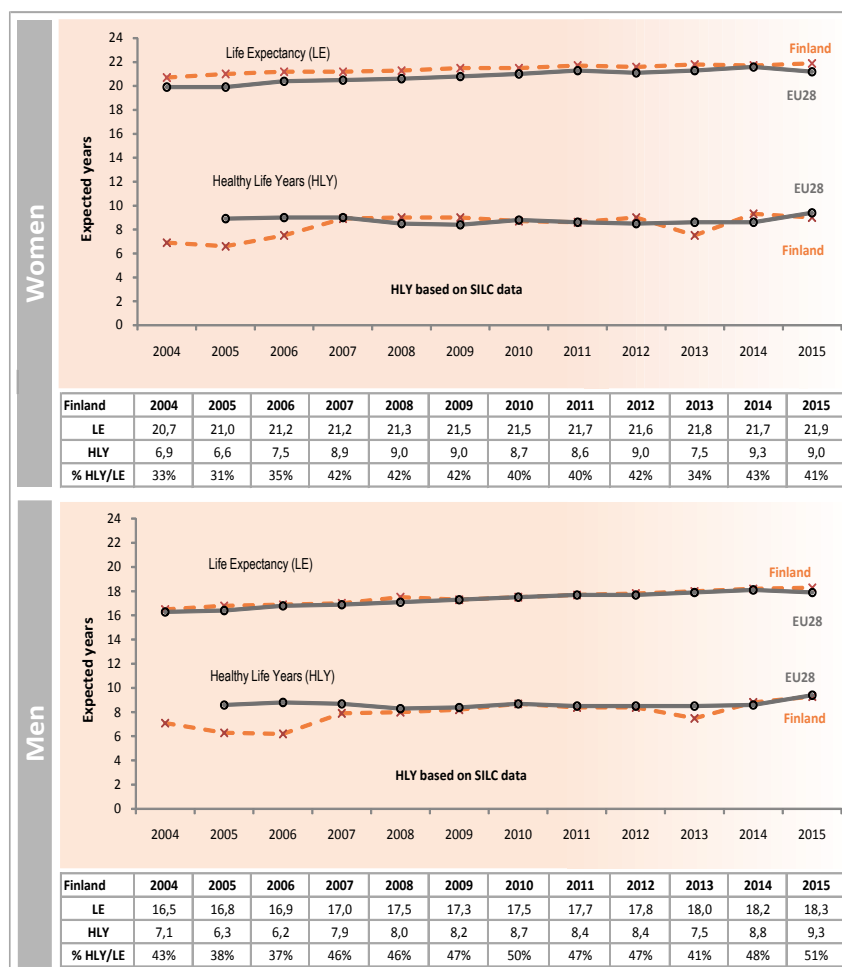 Women
24
22
20
18
16
14
12
10
8
6
4
2
0
Expected years
Life Expectancy (LE)
Finland
EU28
Healthy Life Years (HLY)
EU28
Finland
HLY based on SILC data
2004 2005 2006 2007 2008 2009 2010 2011 2012 2013 2014 2015
Finland 2004 2005 2006 2007 2008 2009 2010 2011 2012 2013 2014 2015
LE 20,7 21,0 21,2 21,2 21,3 21,5 21,5 21,7 21,6 21,8 21,7 21,9
HLY 6,9 6,6 7,5 8,9 9,0 9,0 8,7 8,6 9,0 7,5 9,3 9,0
% HLY/LE 33% 31% 35% 42% 42% 42% 40% 40% 42% 34% 43% 41%
Men
24
22
20
18
16
14
12
10
8
6
4
2
0
Expected years
Life Expectancy (LE)
Finland
EU28
Healthy Life Years (HLY)
EU28
Finland
HLY based on SILC data
2004 2005 2006 2007 2008 2009 2010 2011 2012 2013 2014 2015
Finland 2004 2005 2006 2007 2008 2009 2010 2011 2012 2013 2014 2015
LE 16,5 16,8 16,9 17,0 17,5 17,3 17,5 17,7 17,8 18,0 18,2 18,3
HLY 7,1 6,3 6,2 7,9 8,0 8,2 8,7 8,4 8,4 7,5 8,8 9,3
% HLY/LE 43% 38% 37% 46% 46% 47% 50% 47% 47% 41% 48% 51%